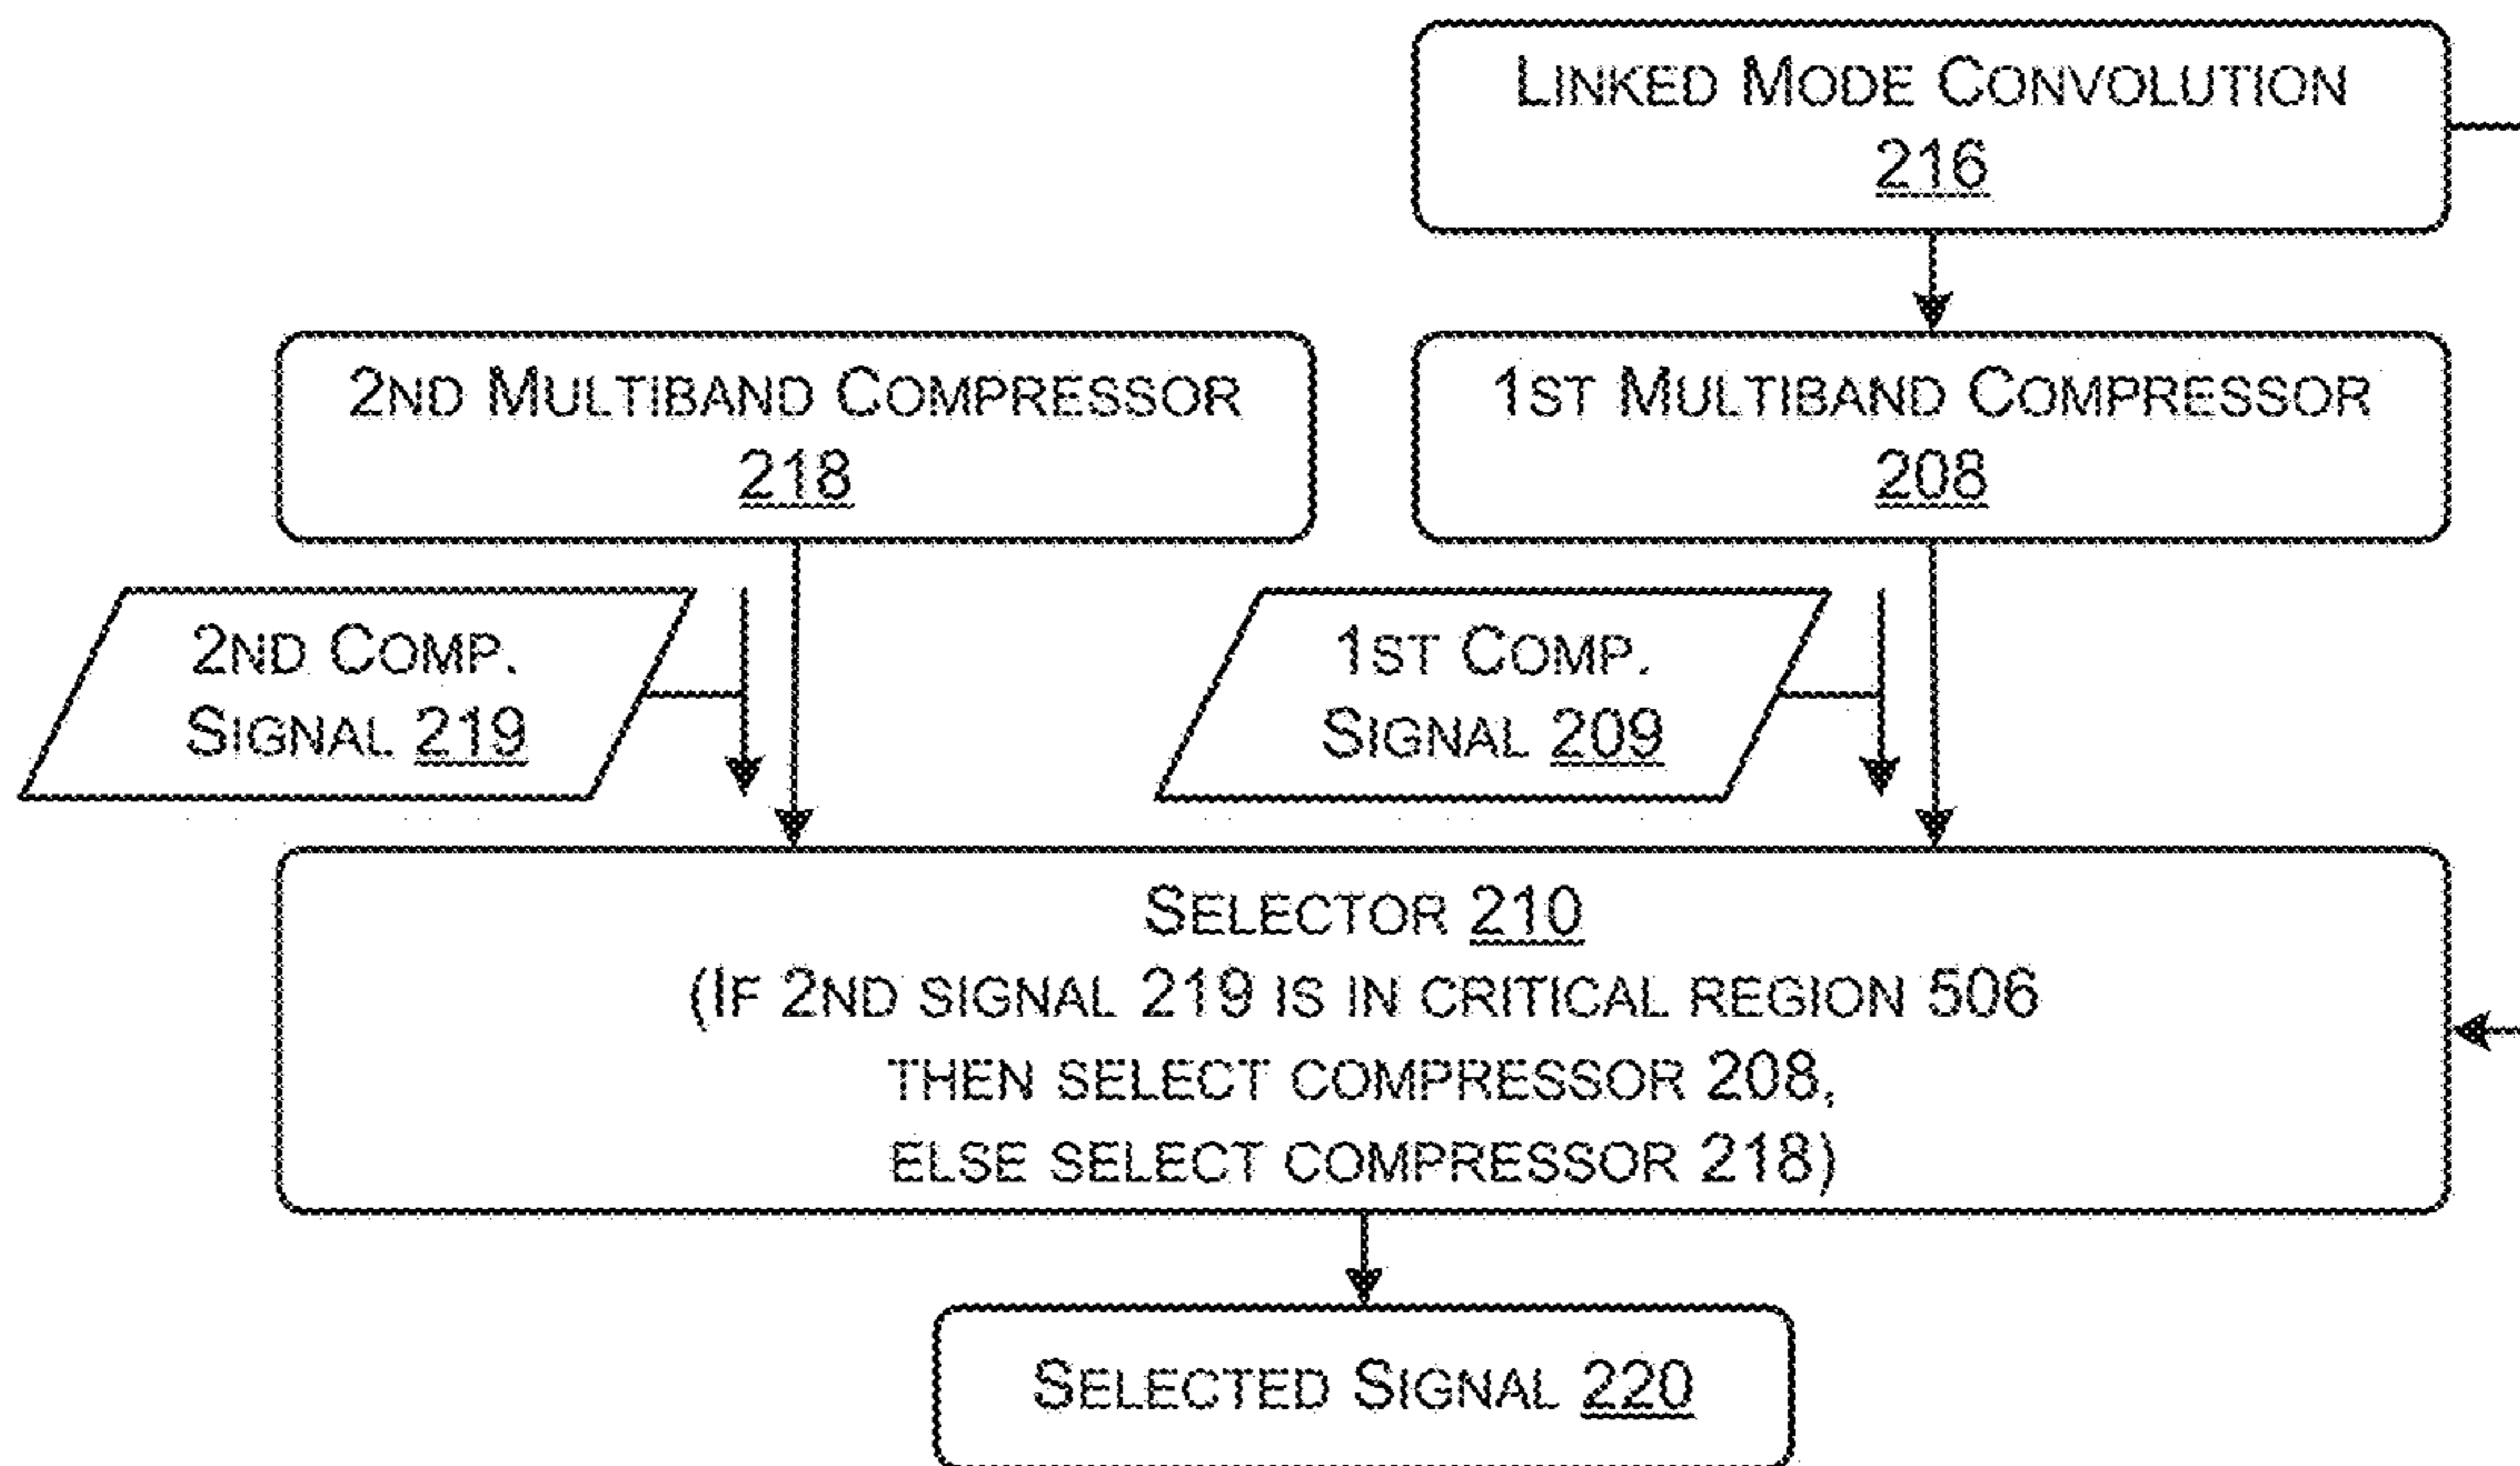 LINKED MODE CONVOLUTION
216
2ND MULTIBAND COMPRESSOR
218
1ST MULTIBAND COMPRESSOR
208
2ND COMP.
SIGNAL 219
1ST COMP.
SIGNAL 209
SELECTOR 210
(IF 2ND SIGNAL 219 IS IN CRITICAL REGION 506
THEN SELECT COMPRESSOR 208,
ELSE SELECT COMPRESSOR 218)
SELECTED SIGNAL 220